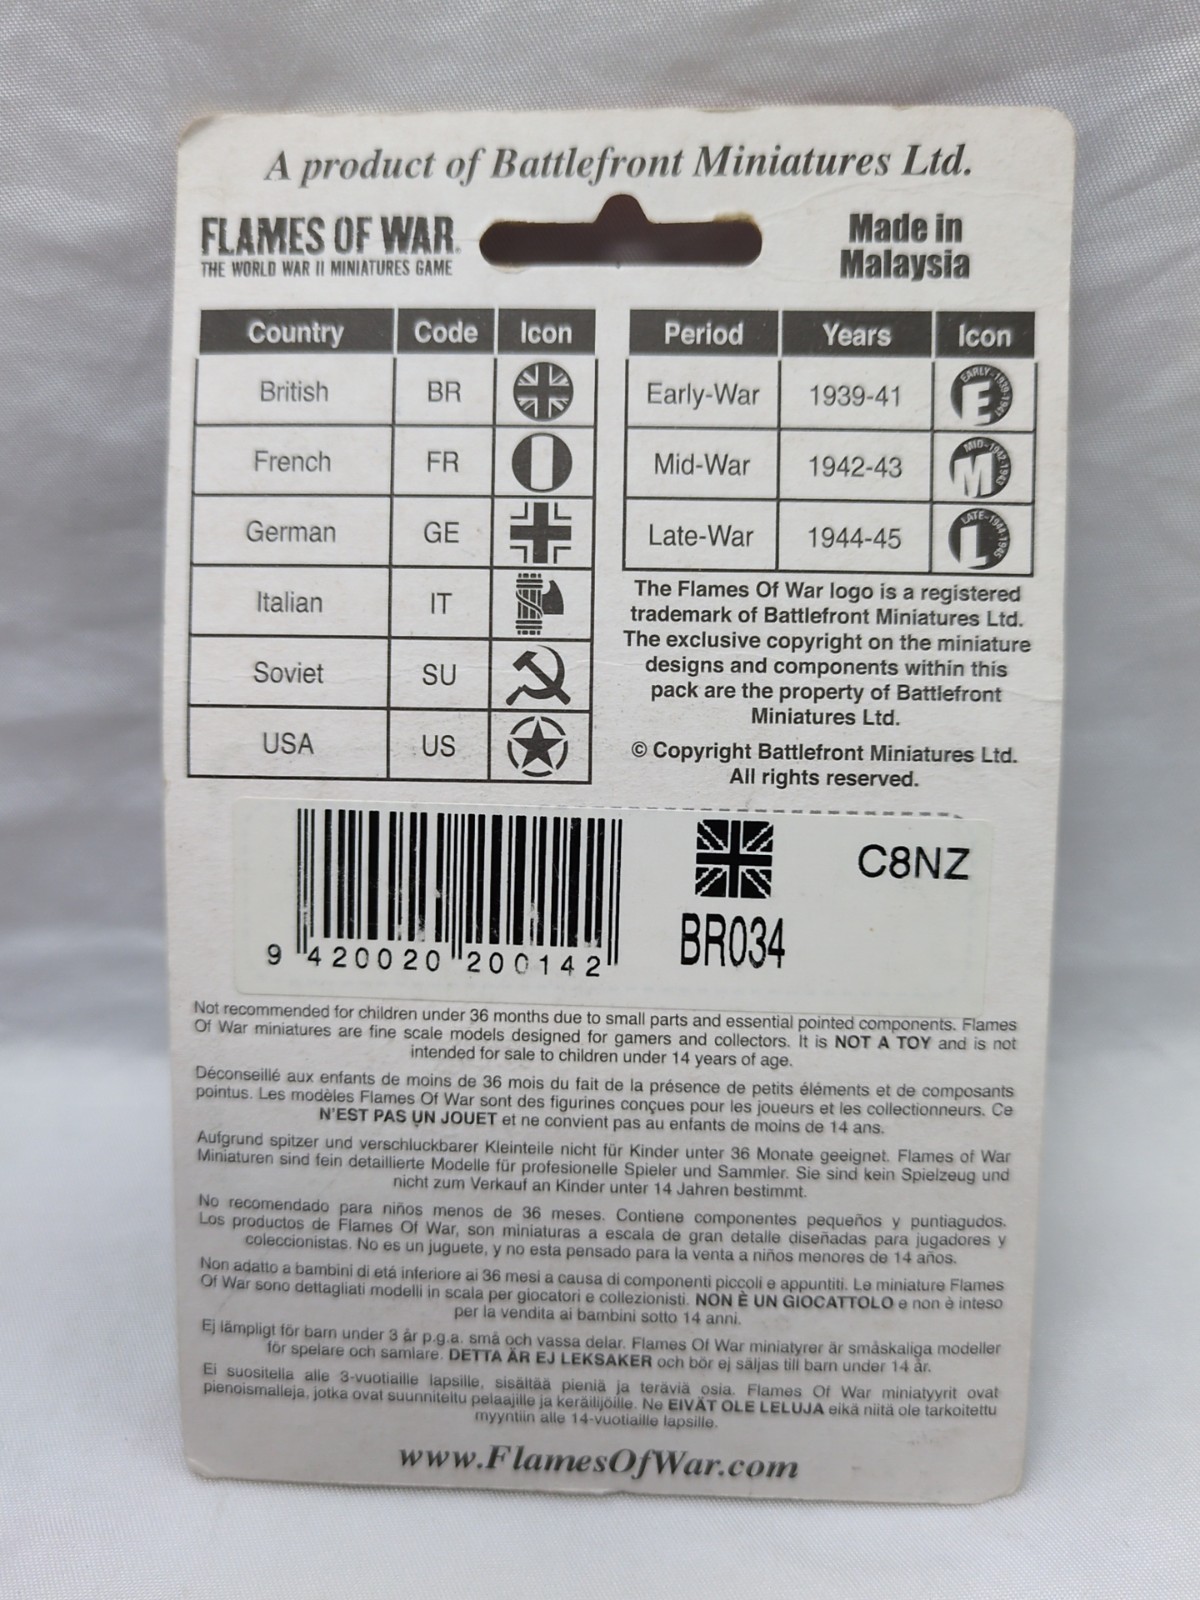 A product of Battlefront Miniatures Ltd.
FLAMES OF WAR
THE WORLD WAR II MINIATURES GAME
Made in
Malaysia
Country Code Icon
British BR
French FR
German GE
Italian IT
Soviet SU
USA US
Period Years Icon
Early-War 1939-41 EARLY-1939-1941 E
Mid-War 1942-43 MID-1942-1943 M
Late-War 1944-45 LATE-1944-1945 L
The Flames Of War logo is a registered
trademark of Battlefront Miniatures Ltd.
The exclusive copyright on the miniature
designs and components within this
pack are the property of Battlefront
Miniatures Ltd.
© Copyright Battlefront Miniatures Ltd.
All rights reserved.
9 420020 200142
BR034
C8NZ
Not recommended for children under 36 months due to small parts and essential pointed components. Flames
Of War miniatures are fine scale models designed for gamers and collectors. It is NOT A TOY and is not
intended for sale to children under 14 years of age.
Déconseillé aux enfants de moins de 36 mois du fait de la présence de petits éléments et de composants
pointus. Les modèles Flames Of War sont des figurines conçues pour les joueurs et les collectionneurs. Ce
N'EST PAS UN JOUET et ne convient pas au enfants de moins de 14 ans.
Aufgrund spitzer und verschluckbarer Kleinteile nicht für Kinder unter 36 Monate geeignet. Flames of War
Miniaturen sind fein detaillierte Modelle für profesionelle Spieler und Sammler. Sie sind kein Spielzeug und
nicht zum Verkauf an Kinder unter 14 Jahren bestimmt.
No recomendado para niños menos de 36 meses. Contiene componentes pequeños y puntiagudos.
Los productos de Flames Of War, son miniaturas a escala de gran detalle diseñadas para jugadores y
coleccionistas. No es un juguete, y no esta pensado para la venta a niños menores de 14 años.
Non adatto a bambini di etá inferiore ai 36 mesi a causa di componenti piccoli e appuntiti. Le miniature Flames
Of War sono dettagliati modelli in scala per giocatori e collezionisti. NON È UN GIOCATTOLO e non è inteso
per la vendita ai bambini sotto 14 anni.
Ej lämpligt för barn under 3 år p.g.a. små och vassa delar. Flames Of War miniatyrer är småskaliga modeller
för spelare och samlare. DETTA ÄR EJ LEKSAKER och bör ej säljas till barn under 14 år.
Ei suositella alle 3-vuotiaille lapsille, sisältää pieniä ja teräviä osia. Flames Of War miniatyyrit ovat
pienoismalleja, jotka ovat suunniteltu pelaajille ja keräilijöille. Ne EIVÄT OLE LELUJA eikä niitä ole tarkoitettu
myyntiin alle 14-vuotiaille lapsille.
www.FlamesOfWar.com